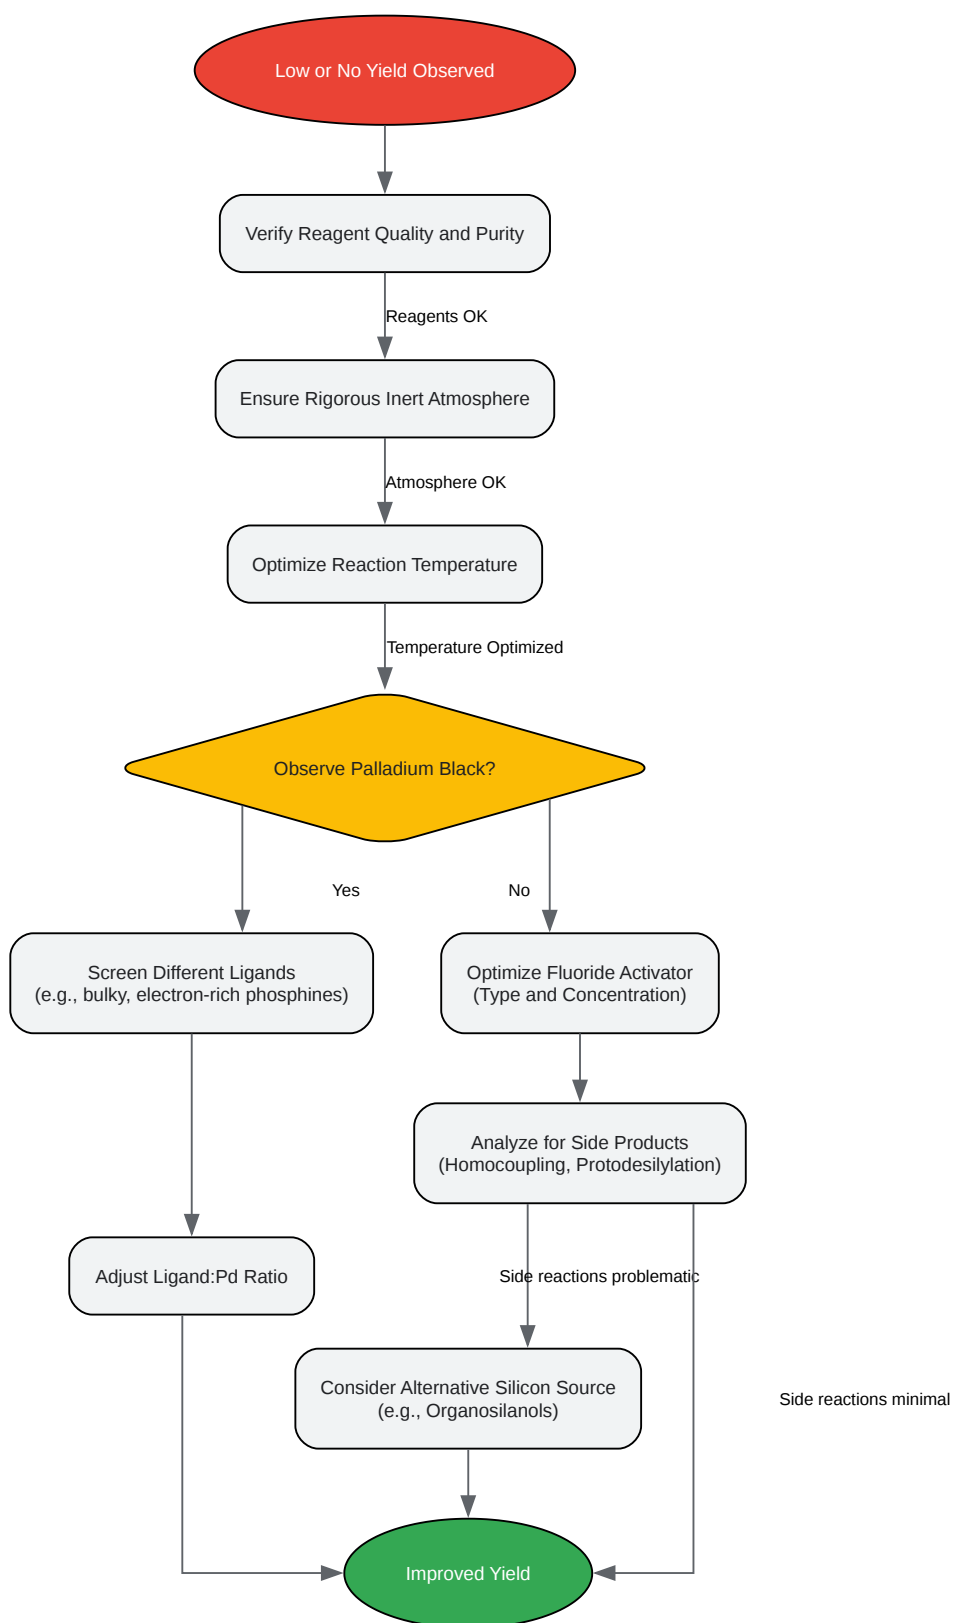 Low or No Yield Observed
Verify Reagent Quality and Purity
Reagents OK
Ensure Rigorous Inert Atmosphere
Atmosphere OK
Optimize Reaction Temperature
Temperature Optimized
Observe Palladium Black?
Yes
No
Screen Different Ligands
(e.g., bulky, electron-rich phosphines)
Optimize Fluoride Activator
(Type and Concentration)
Analyze for Side Products
(Homocoupling, Protodesilylation)
Adjust Ligand:Pd Ratio
Side reactions problematic
Consider Alternative Silicon Source
(e.g., Organosilanols)
Side reactions minimal
Improved Yield